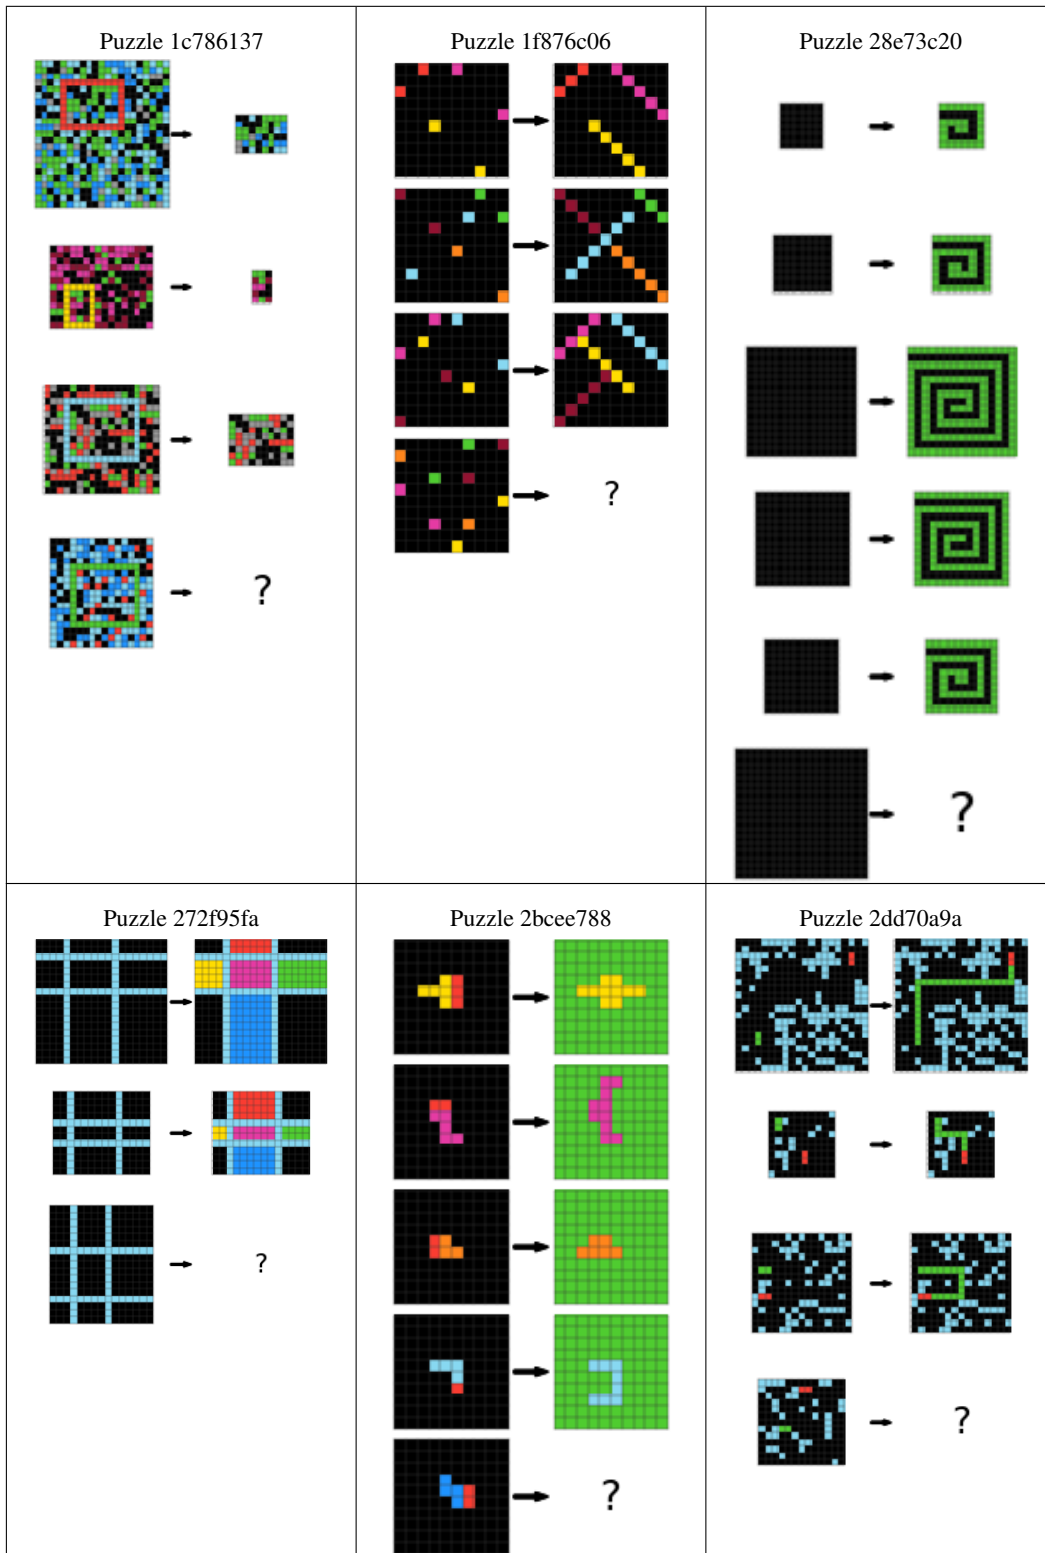 Puzzle 1c786137
Puzzle 1f876c06
Puzzle 28e73c20
?
?
?
Puzzle 272f95fa
Puzzle 2bcee788
Puzzle 2dd70a9a
?
?
?